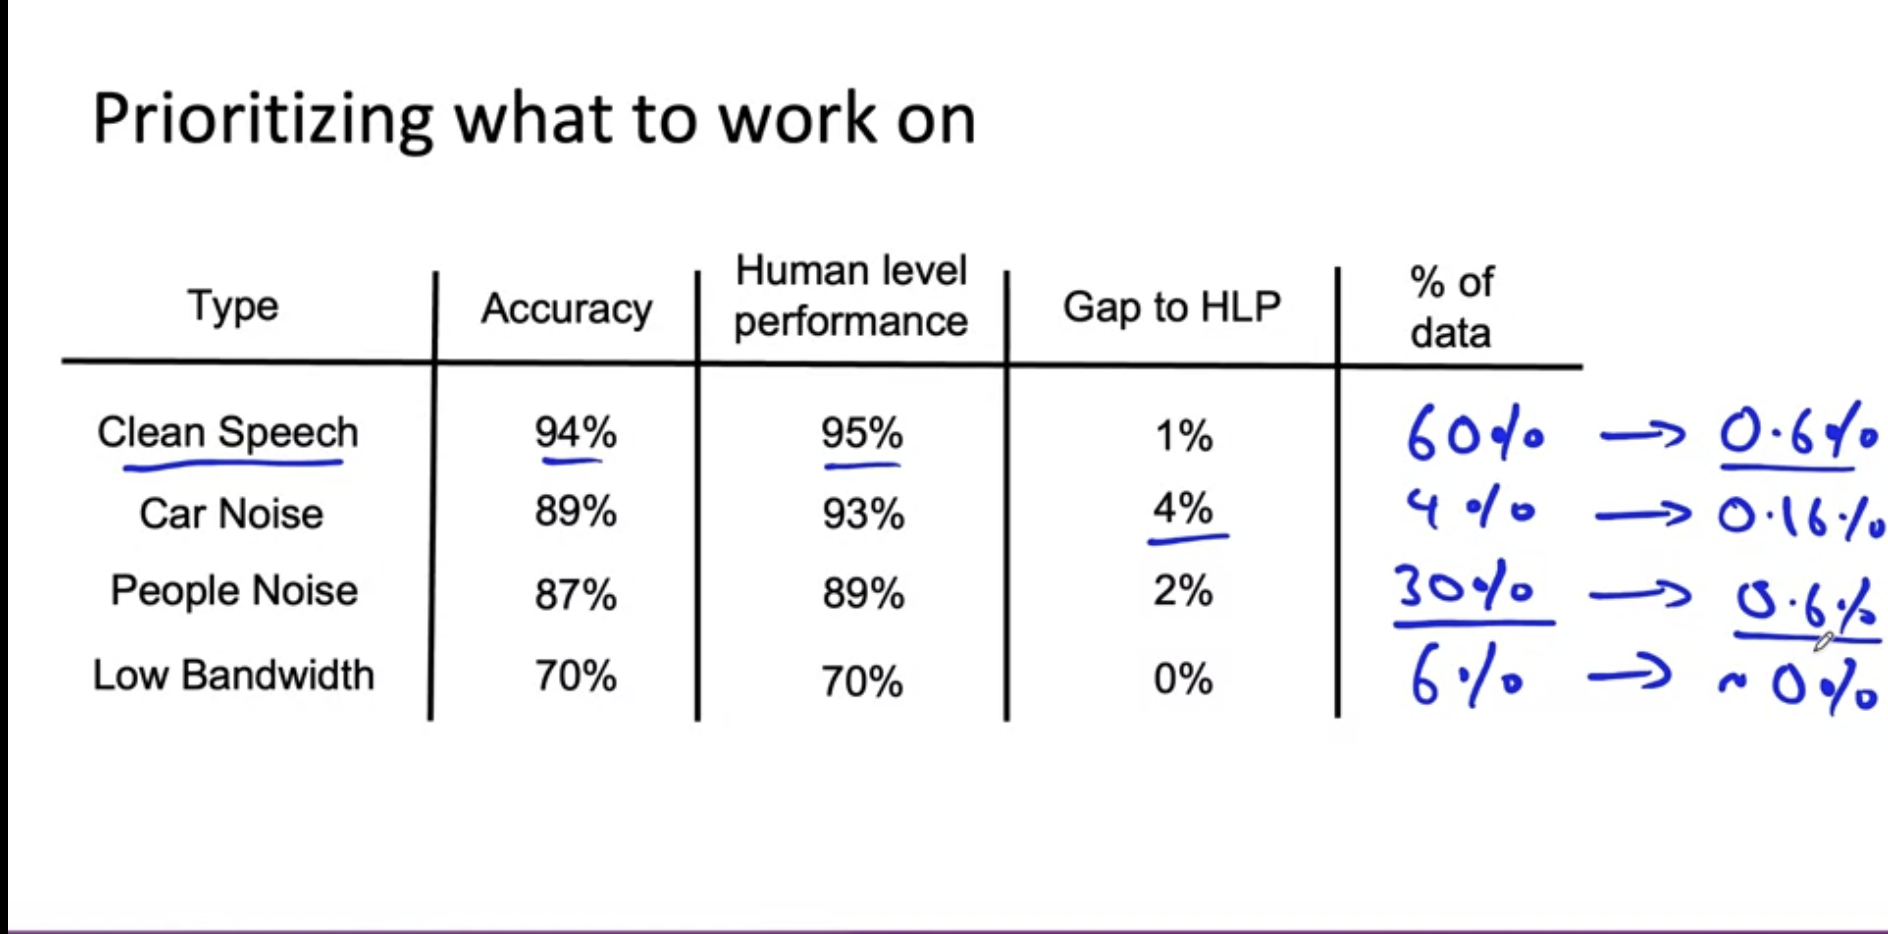 Prioritizing what to work on
Type Accuracy Human level performance Gap to HLP % of data
Clean Speech 94% 95% 1% 60% → 0.6%
Car Noise 89% 93% 4% 4% → 0.16%
People Noise 87% 89% 2% 30% → 0.6%
Low Bandwidth 70% 70% 0% 6% → ~0%